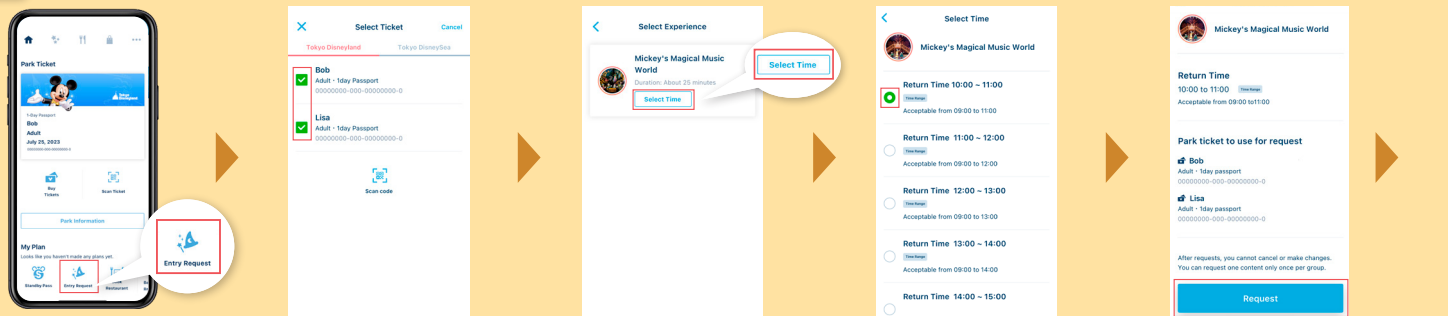 Park Ticket
Tokyo Disneyland
1-Day Passport
Bob
Adult
July 25, 2023
Buy
Tickets
Scan Ticket
Park Information
My Plan
Looks like you haven't made any plans yet.
Standby Pass
Entry Request
Restaurant
Entry Request
Select Ticket
Cancel
Tokyo Disneyland
Tokyo DisneySea
Bob
Adult・1day Passport
00000000-000-00000000-0
Lisa
Adult・1day Passport
00000000-000-00000000-0
Scan code
Select Experience
Mickey's Magical Music
World
Duration: About 25 minutes
Select Time
Select Time
Select Time
Mickey's Magical Music World
Return Time 10:00 ~ 11:00
Time Range
Acceptable from 09:00 to 11:00
Return Time 11:00 ~ 12:00
Time Range
Acceptable from 09:00 to 12:00
Return Time 12:00 ~ 13:00
Time Range
Acceptable from 09:00 to 13:00
Return Time 13:00 ~ 14:00
Time Range
Acceptable from 09:00 to 14:00
Return Time 14:00 ~ 15:00
Mickey's Magical Music World
Return Time
10:00 to 11:00 Time Range
Acceptable from 09:00 to11:00
Park ticket to use for request
Bob
Adult・1day passport
00000000-000-00000000-0
Lisa
Adult・1day passport
00000000-000-00000000-0
After requests, you cannot cancel or make changes.
You can request one content only once per group.
Request